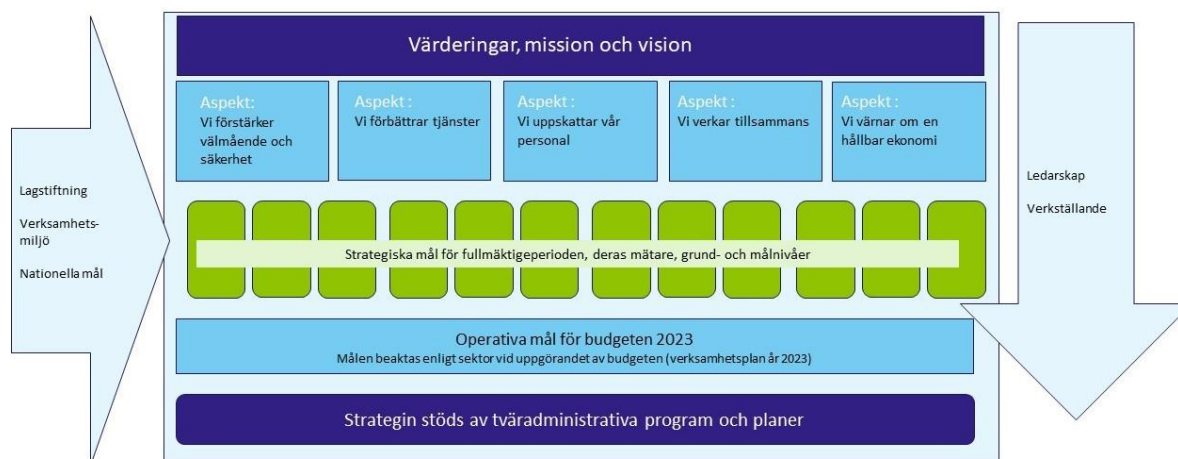 Värderingar, mission och vision
Aspekt:
Vi förstärker
välmående och
säkerhet
Aspekt :
Vi förbättrar tjänster
Aspekt :
Vi uppskattar vår
personal
Aspekt :
Vi verkar tillsammans
Aspekt :
Vi värnar om en
hållbar ekonomi
Lagstiftning
Verksamhets-
miljö
Nationella mål
Ledarskap
Verkställande
Strategiska mål för fullmäktigeperioden, deras mätare, grund- och målnivåer
Operativa mål för budgeten 2023
Målen beaktas enligt sektor vid uppgörandet av budgeten (verksamhetsplan år 2023)
Strategin stöds av tväradministrativa program och planer